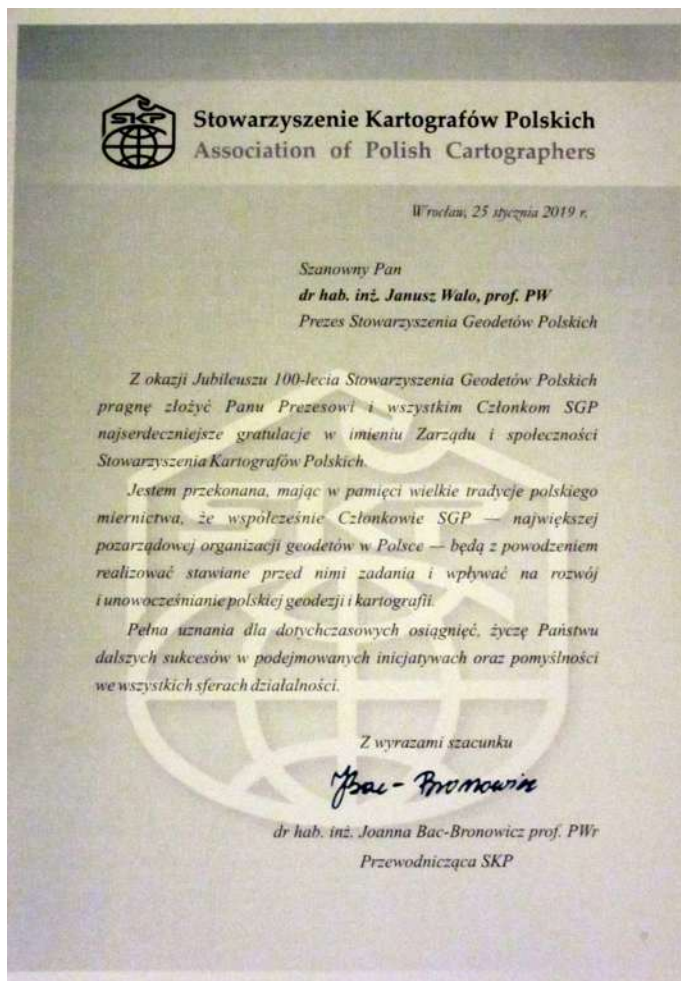 SKP
Stowarzyszenie Kartografów Polskich
Association of Polish Cartographers
Wrocław, 25 stycznia 2019 r.
Szanowny Pan
dr hab. inż. Janusz Walo, prof. PW
Prezes Stowarzyszenia Geodetów Polskich
Z okazji Jubileuszu 100-lecia Stowarzyszenia Geodetów Polskich
pragnę złożyć Panu Prezesowi i wszystkim Członkom SGP
najserdeczniejsze gratulacje w imieniu Zarządu i społeczności
Stowarzyszenia Kartografów Polskich.
Jestem przekonana, mając w pamięci wielkie tradycje polskiego
miernictwa, że współcześnie Członkowie SGP — największej
pozarządowej organizacji geodetów w Polsce — będą z powodzeniem
realizować stawiane przed nimi zadania i wpływać na rozwój
i unowocześnianie polskiej geodezji i kartografii.
Pełna uznania dla dotychczasowych osiągnięć, życzę Państwu
dalszych sukcesów w podejmowanych inicjatywach oraz pomyślności
we wszystkich sferach działalności.
Z wyrazami szacunku
JBac-Bronowicz
dr hab. inż. Joanna Bac-Bronowicz prof. PWr
Przewodnicząca SKP